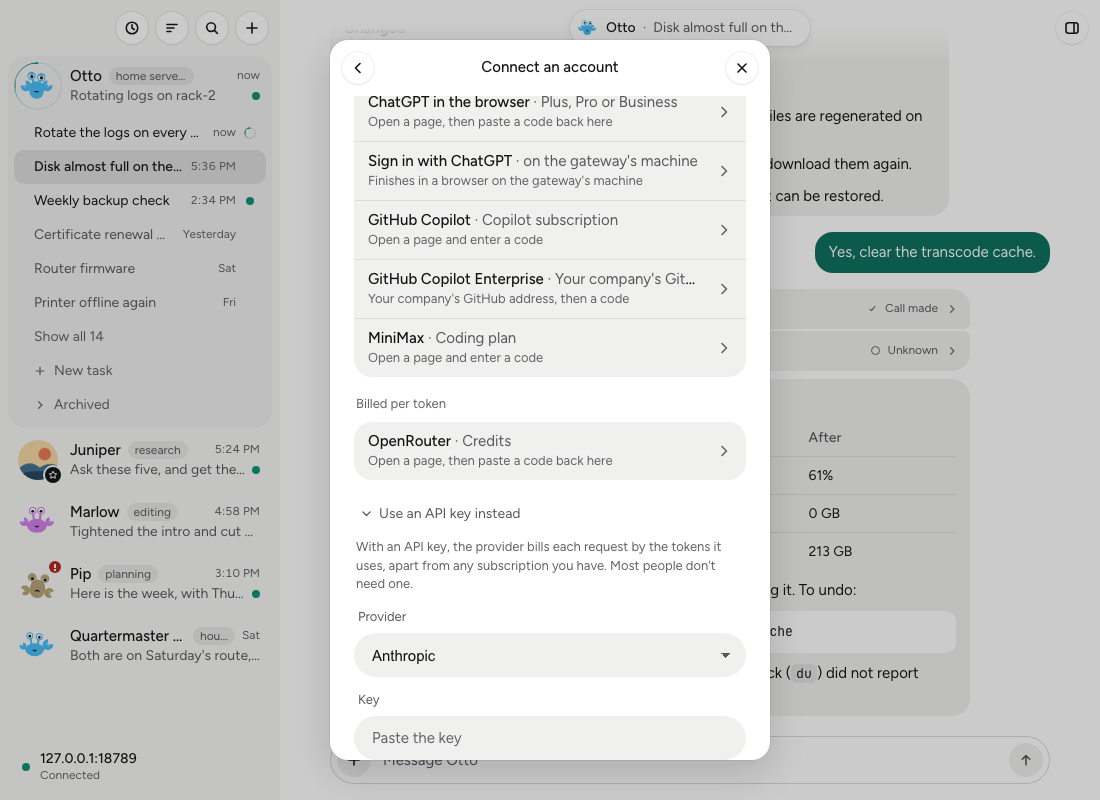 Otto
home serve...
now
Rotating logs on rack-2
Rotate the logs on every ...
now
Disk almost full on the...
5:36 PM
Weekly backup check
2:34 PM
Certificate renewal ...
Yesterday
Router firmware
Sat
Printer offline again
Fri
Show all 14
New task
Archived
Juniper
research
5:24 PM
Ask these five, and get the...
Marlow
editing
4:58 PM
Tightened the intro and cut ...
Pip
planning
3:10 PM
Here is the week, with Thu...
Quartermaster ...
hou...
Sat
Both are on Saturday's route,...
127.0.0.1:18789
Connected
Changed
Otto · Disk almost full on th...
Connect an account
ChatGPT in the browser · Plus, Pro or Business
Open a page, then paste a code back here
Sign in with ChatGPT · on the gateway's machine
Finishes in a browser on the gateway's machine
GitHub Copilot · Copilot subscription
Open a page and enter a code
GitHub Copilot Enterprise · Your company's Git...
Your company's GitHub address, then a code
MiniMax · Coding plan
Open a page and enter a code
Billed per token
OpenRouter · Credits
Open a page, then paste a code back here
Use an API key instead
With an API key, the provider bills each request by the tokens it
uses, apart from any subscription you have. Most people don't
need one.
Provider
Anthropic
Key
Paste the key
iles are regenerated on
download them again.
can be restored.
Yes, clear the transcode cache.
Call made
Unknown
After
61%
0 GB
213 GB
g it. To undo:
che
ck ( du ) did not report
Message Otto